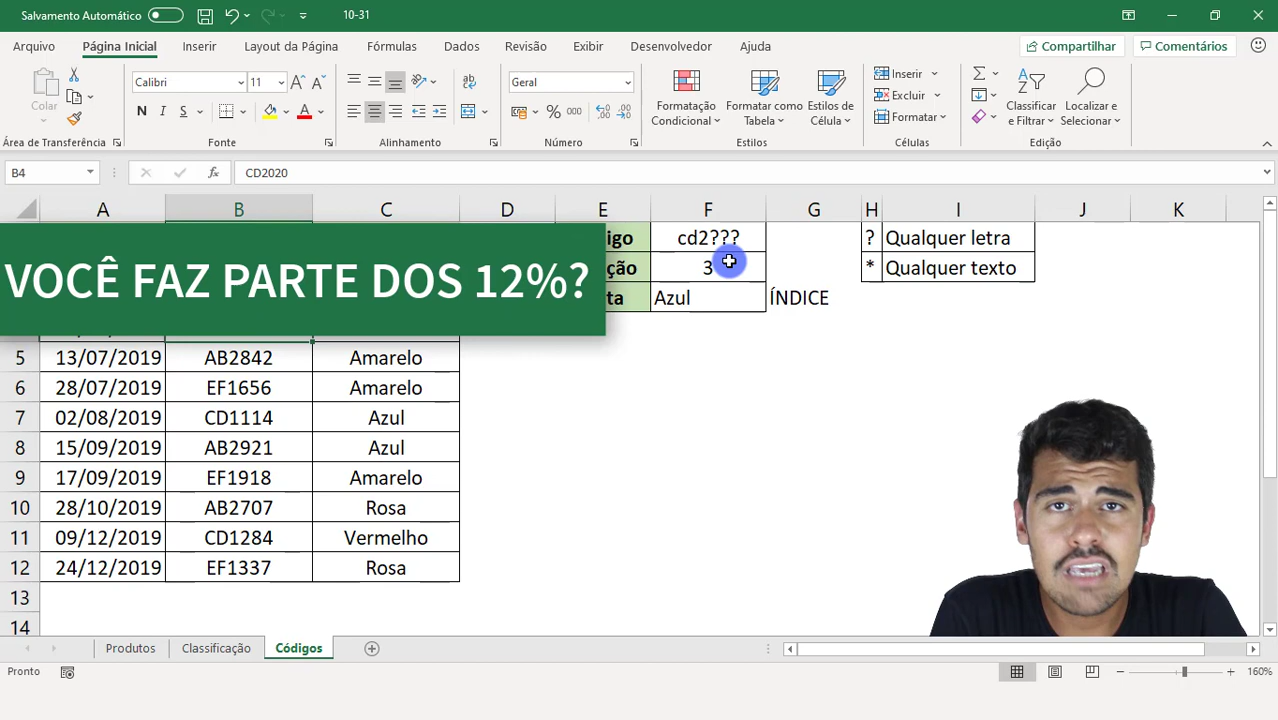 Salvamento Automático
10-31
Arquivo Página Inicial Inserir Layout da Página Fórmulas Dados Revisão Exibir Desenvolvedor Ajuda Compartilhar Comentários
Colar
Calibri 11
N I S
Geral
% 000
Formatação Condicional
Formatar como Tabela
Estilos de Célula
Inserir
Excluir
Formatar
Classificar e Filtrar
Localizar e Selecionar
Área de Transferência Fonte Alinhamento Número Estilos Células Edição
B4 fx CD2020
A B C D E F G H I J K
igo cd2??? ? Qualquer letra
ção 3 * Qualquer texto
ta Azul ÍNDICE
VOCÊ FAZ PARTE DOS 12%?
5 13/07/2019 AB2842 Amarelo
6 28/07/2019 EF1656 Amarelo
7 02/08/2019 CD1114 Azul
8 15/09/2019 AB2921 Azul
9 17/09/2019 EF1918 Amarelo
10 28/10/2019 AB2707 Rosa
11 09/12/2019 CD1284 Vermelho
12 24/12/2019 EF1337 Rosa
13
14
Produtos Classificação Códigos
Pronto 160%